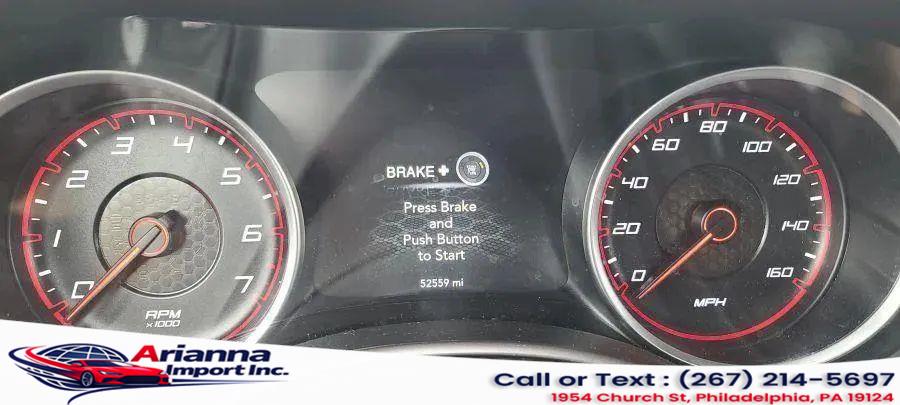 0 1 2 3 4 5 6 7
RPM
x1000
BRAKE +
Press Brake
and
Push Button
to Start
52559 mi
0 20 40 60 80 100 120 140 160
MPH
Arianna
Import Inc.
Call or Text : (267) 214-5697
1954 Church St, Philadelphia, PA 19124